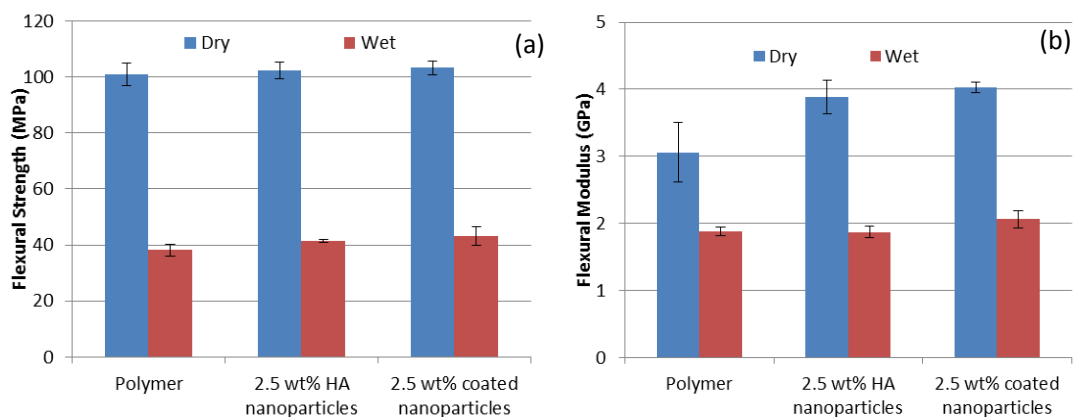 (a)
Dry Wet
Flexural Strength (MPa)
120
100
80
60
40
20
0
Polymer 2.5 wt% HA 2.5 wt% coated
nanoparticles nanoparticles
(b)
Dry Wet
Flexural Modulus (GPa)
5
4
3
2
1
0
Polymer 2.5 wt% HA 2.5 wt% coated
nanoparticles nanoparticles